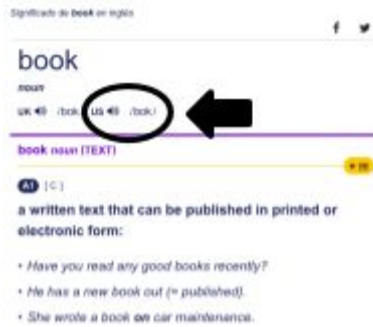 Significado de book en inglés
book
noun
UK /bʊk/ US /bʊk/
book noun (TEXT)
A1 [ C ]
a written text that can be published in printed or
electronic form:
• Have you read any good books recently?
• He has a new book out (= published).
• She wrote a book on car maintenance.